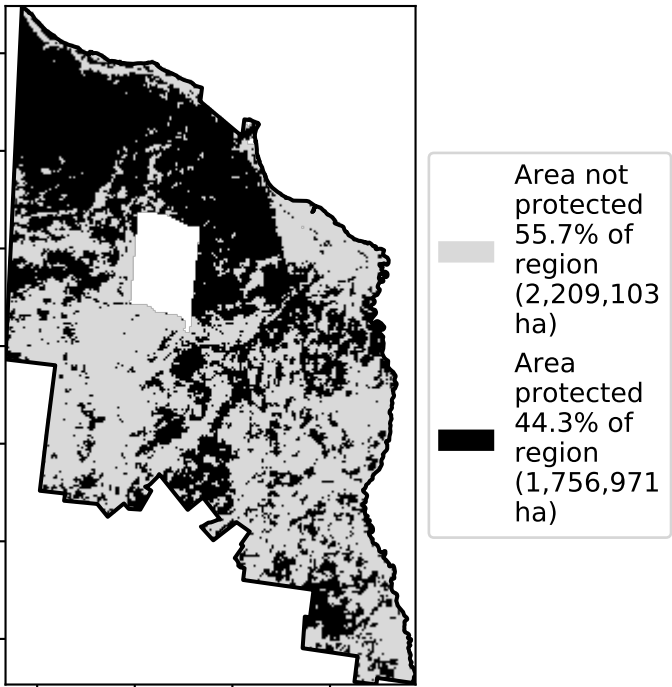 Area not
protected
55.7% of
region
(2,209,103
ha)
Area
protected
44.3% of
region
(1,756,971
ha)